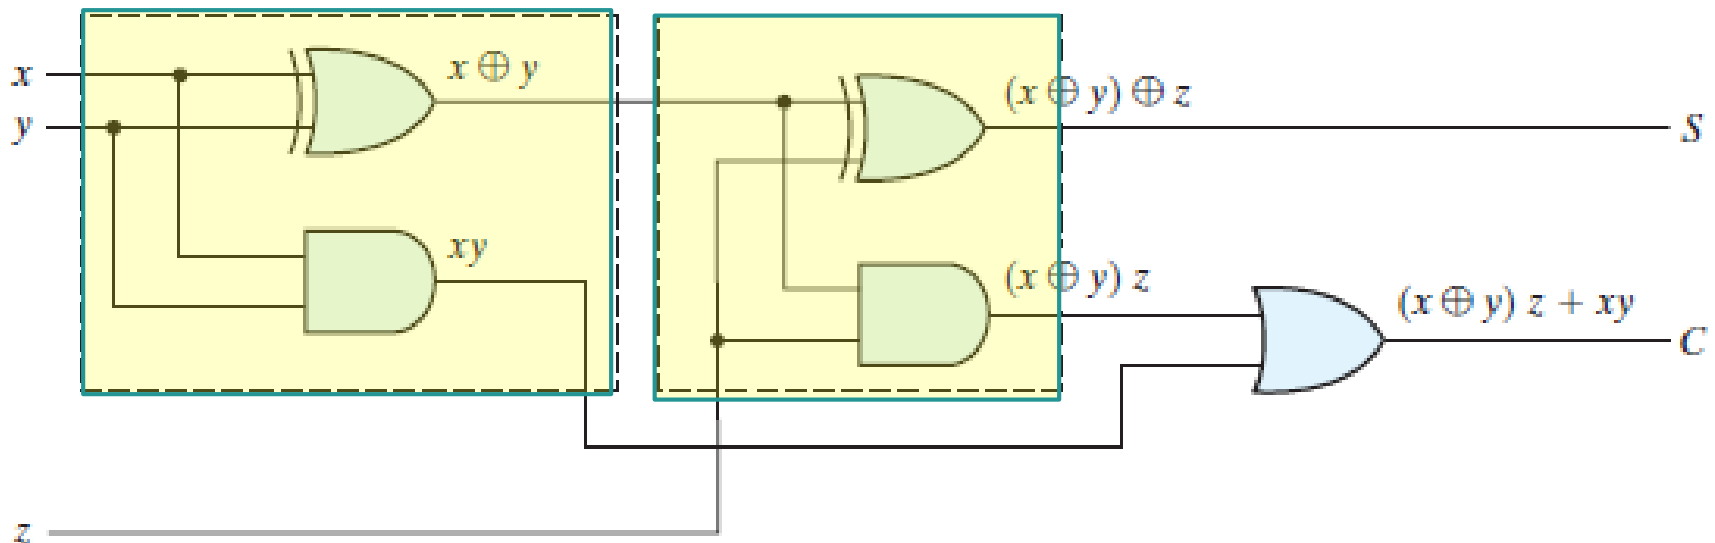 x
y
x ⊕ y
xy
(x ⊕ y) ⊕ z
S
(x ⊕ y) z
(x ⊕ y) z + xy
C
z